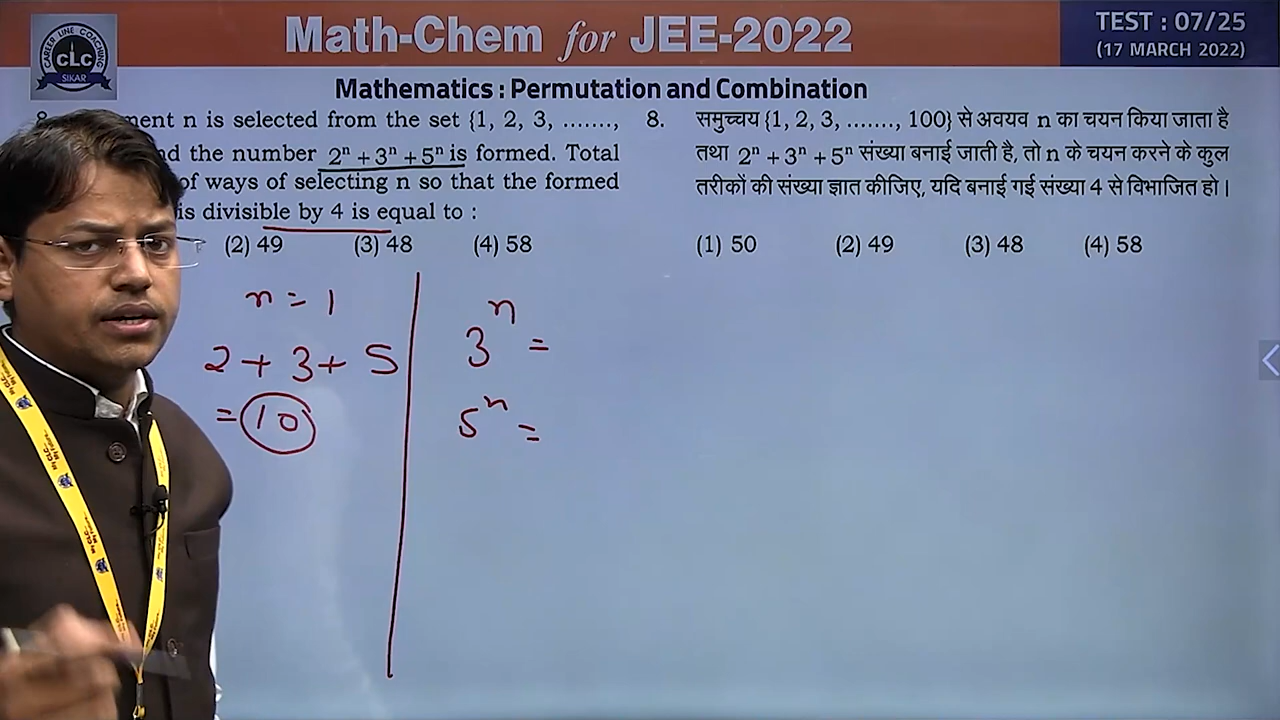 CAREER LINE COACHING
CLC
SIKAR
Math-Chem for JEE-2022
TEST : 07/25
(17 MARCH 2022)
Mathematics : Permutation and Combination
n is selected from the set {1, 2, 3, ......., 
the number 2ⁿ + 3ⁿ + 5ⁿ is formed. Total
of ways of selecting n so that the formed
is divisible by 4 is equal to :
(2) 49 (3) 48 (4) 58
8. समुच्चय {1, 2, 3, ......., 100} से अवयव n का चयन किया जाता है
तथा 2ⁿ + 3ⁿ + 5ⁿ संख्या बनाई जाती है, तो n के चयन करने के कुल
तरीकों की संख्या ज्ञात कीजिए, यदि बनाई गई संख्या 4 से विभाजित हो।
(1) 50 (2) 49 (3) 48 (4) 58
n = 1
2 + 3 + 5
= 10
3ⁿ =
5ⁿ =